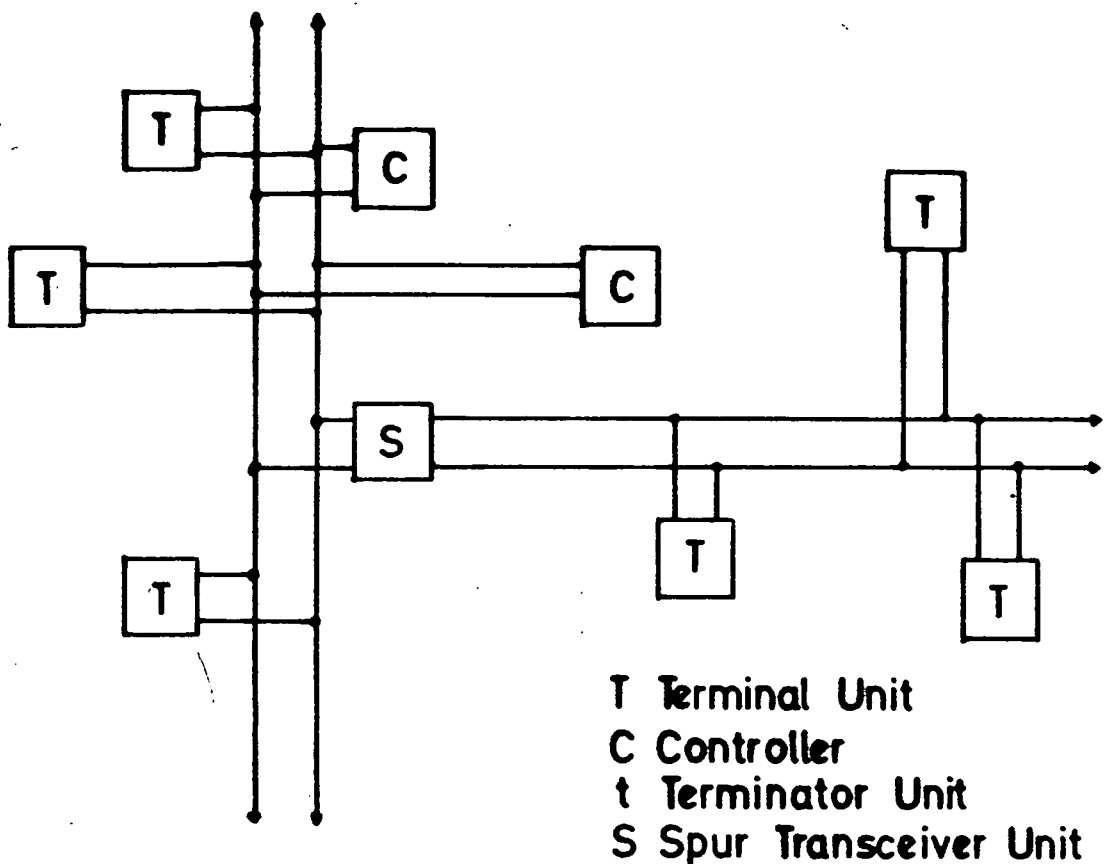 T
C
T
T
C
S
T
T
T
T Terminal Unit
C Controller
t Terminator Unit
S Spur Transceiver Unit